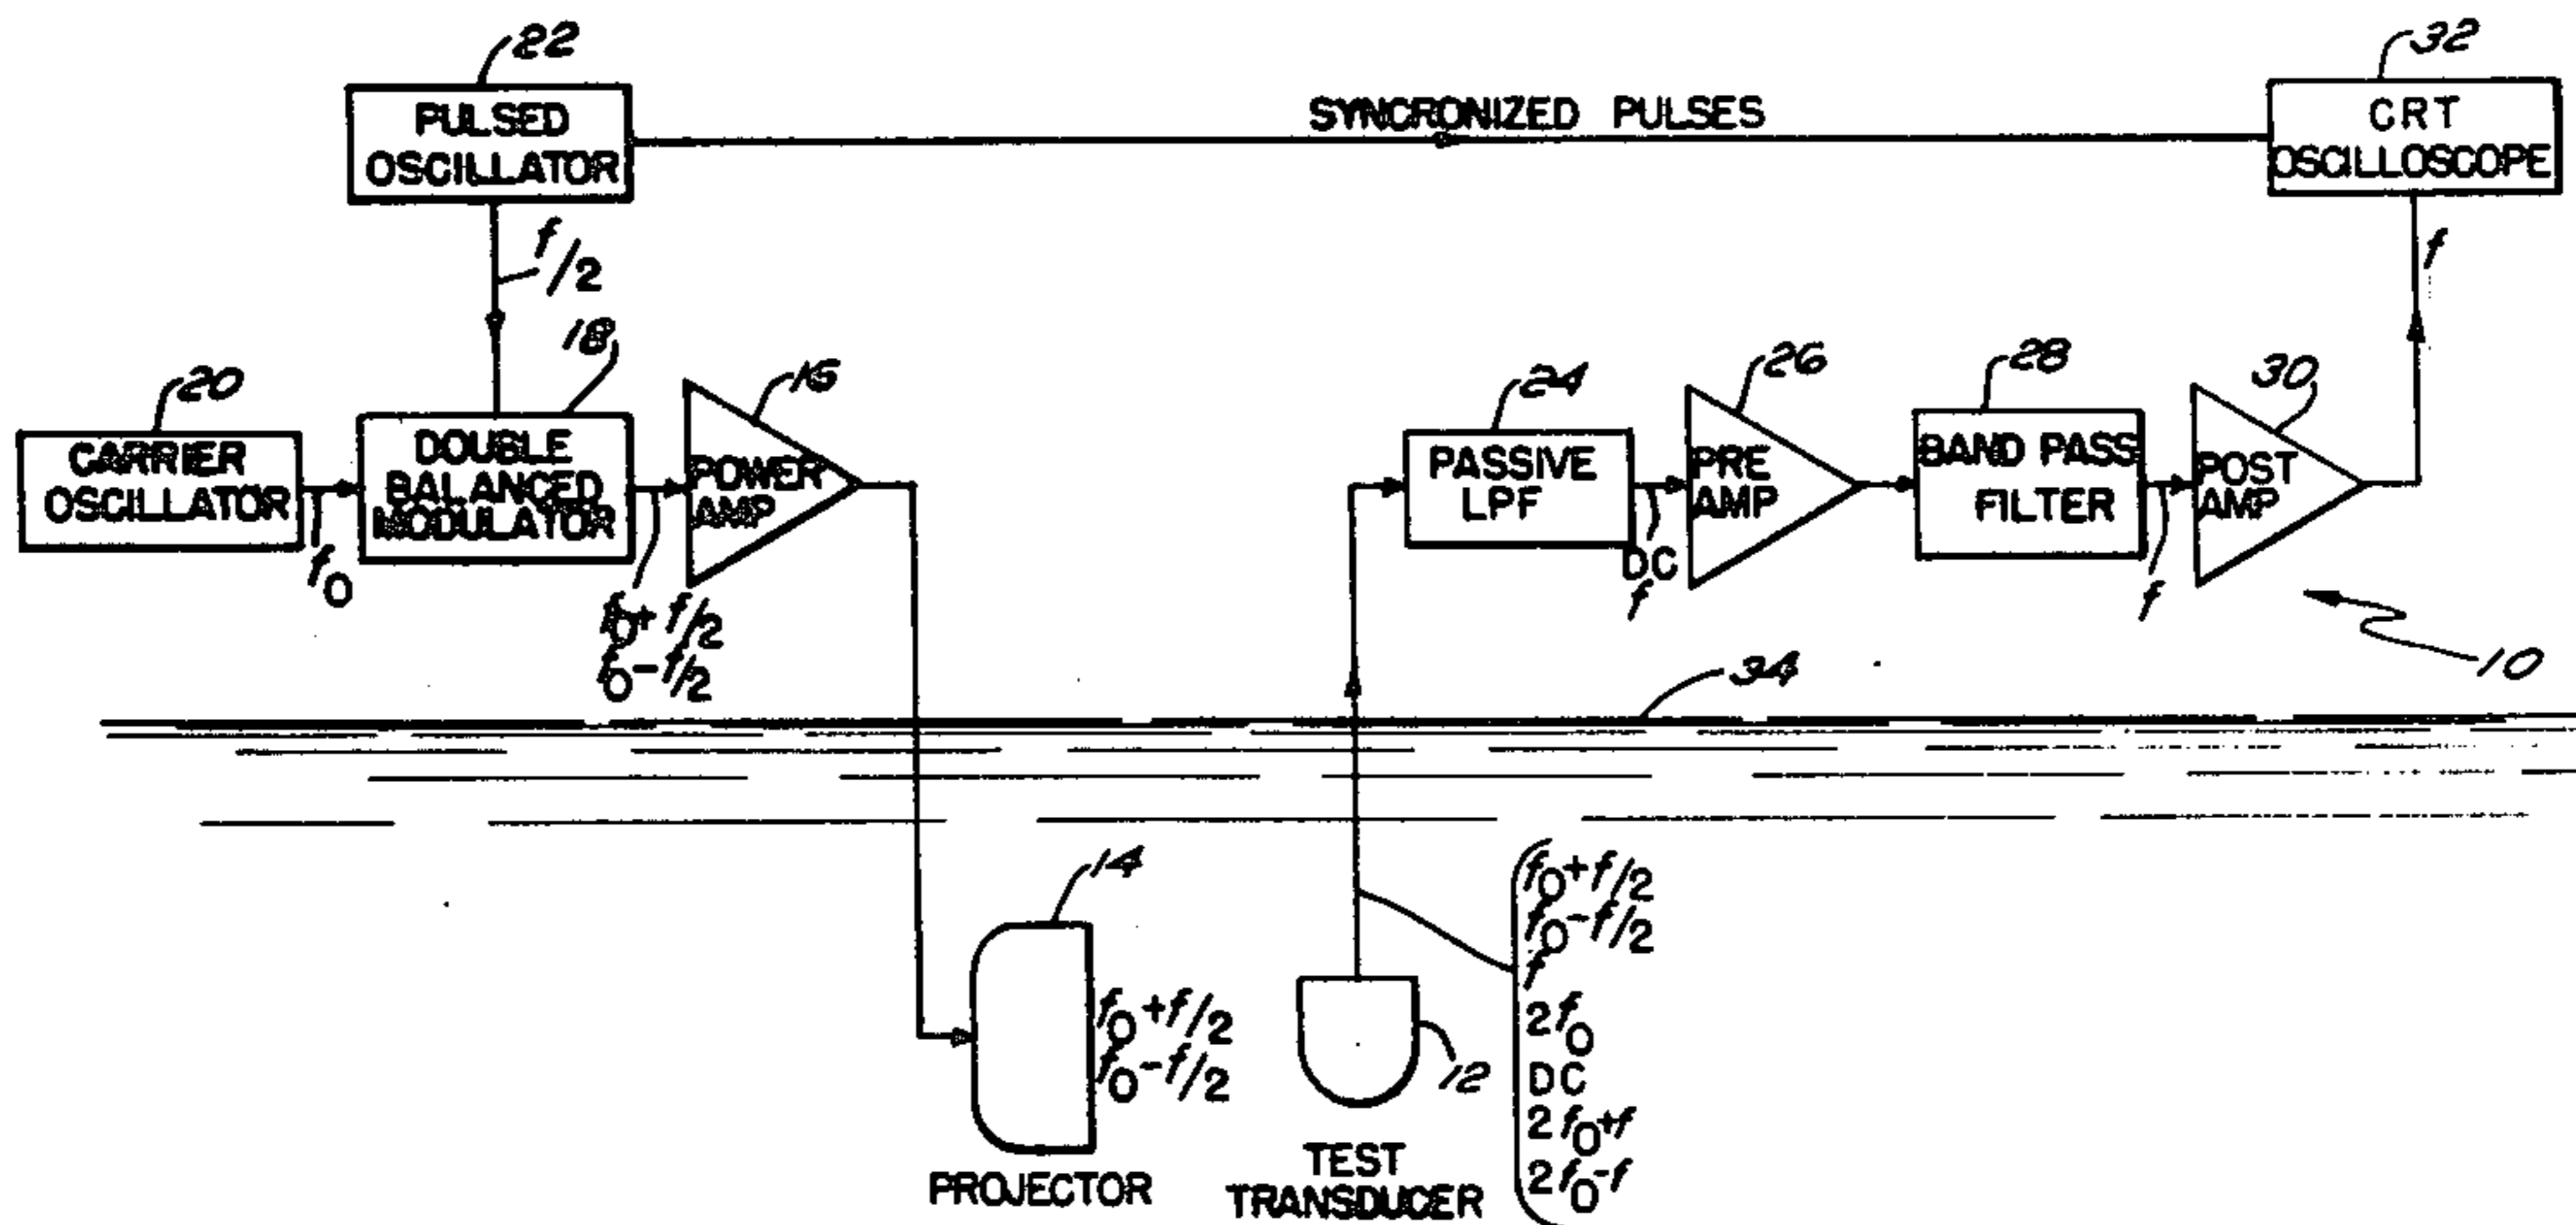 22
PULSED
OSCILLATOR
SYNCRONIZED PULSES
32
CRT
OSCILLOSCOPE
f/2
f
20
CARRIER
OSCILLATOR
f0
18
DOUBLE
BALANCED
MODULATOR
f0+f/2
f0-f/2
16
POWER
AMP
24
PASSIVE
LPF
DC
f
26
PRE
AMP
28
BAND PASS
FILTER
f
30
POST
AMP
10
34
14
f0+f/2
f0-f/2
PROJECTOR
12
TEST
TRANSDUCER
f0+f/2
f0-f/2
f
2f0
DC
2f0+f
2f0-f